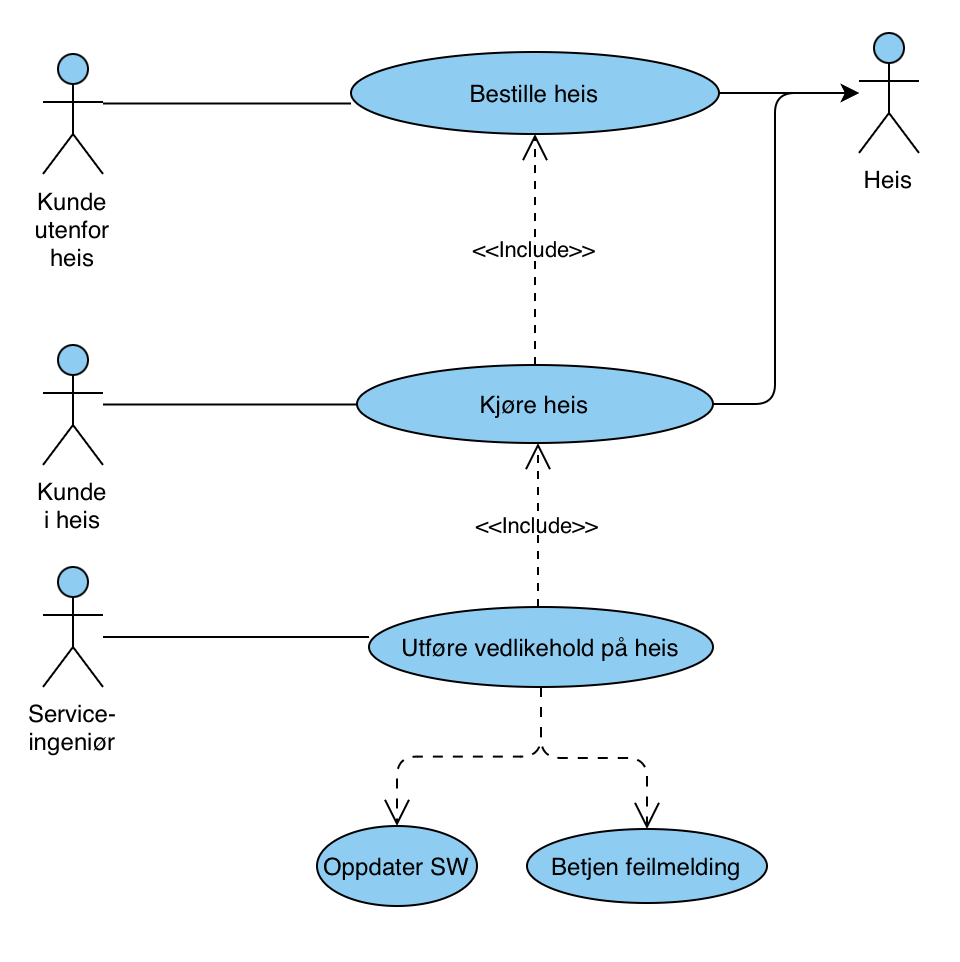 Bestille heis
Heis
Kunde
utenfor
heis
<<Include>>
Kjøre heis
Kunde
i heis
<<Include>>
Utføre vedlikehold på heis
Service-
ingeniør
Oppdater SW
Betjen feilmelding